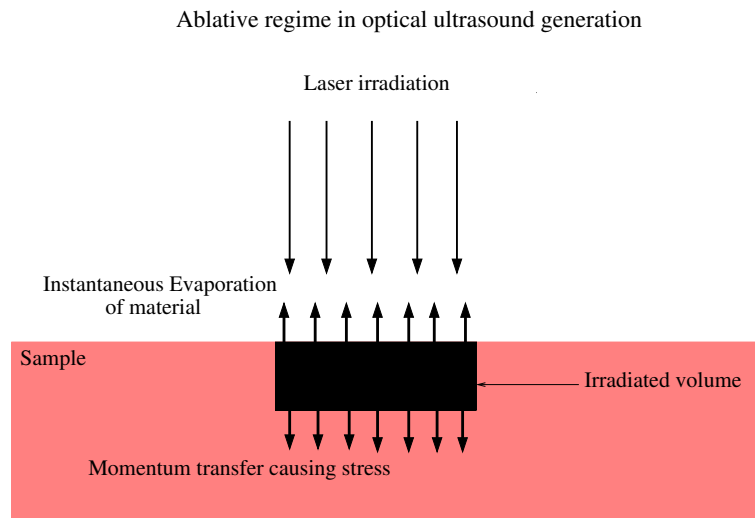 Ablative regime in optical ultrasound generation
Laser irradiation
Instantaneous Evaporation
of material
Sample
Irradiated volume
Momentum transfer causing stress